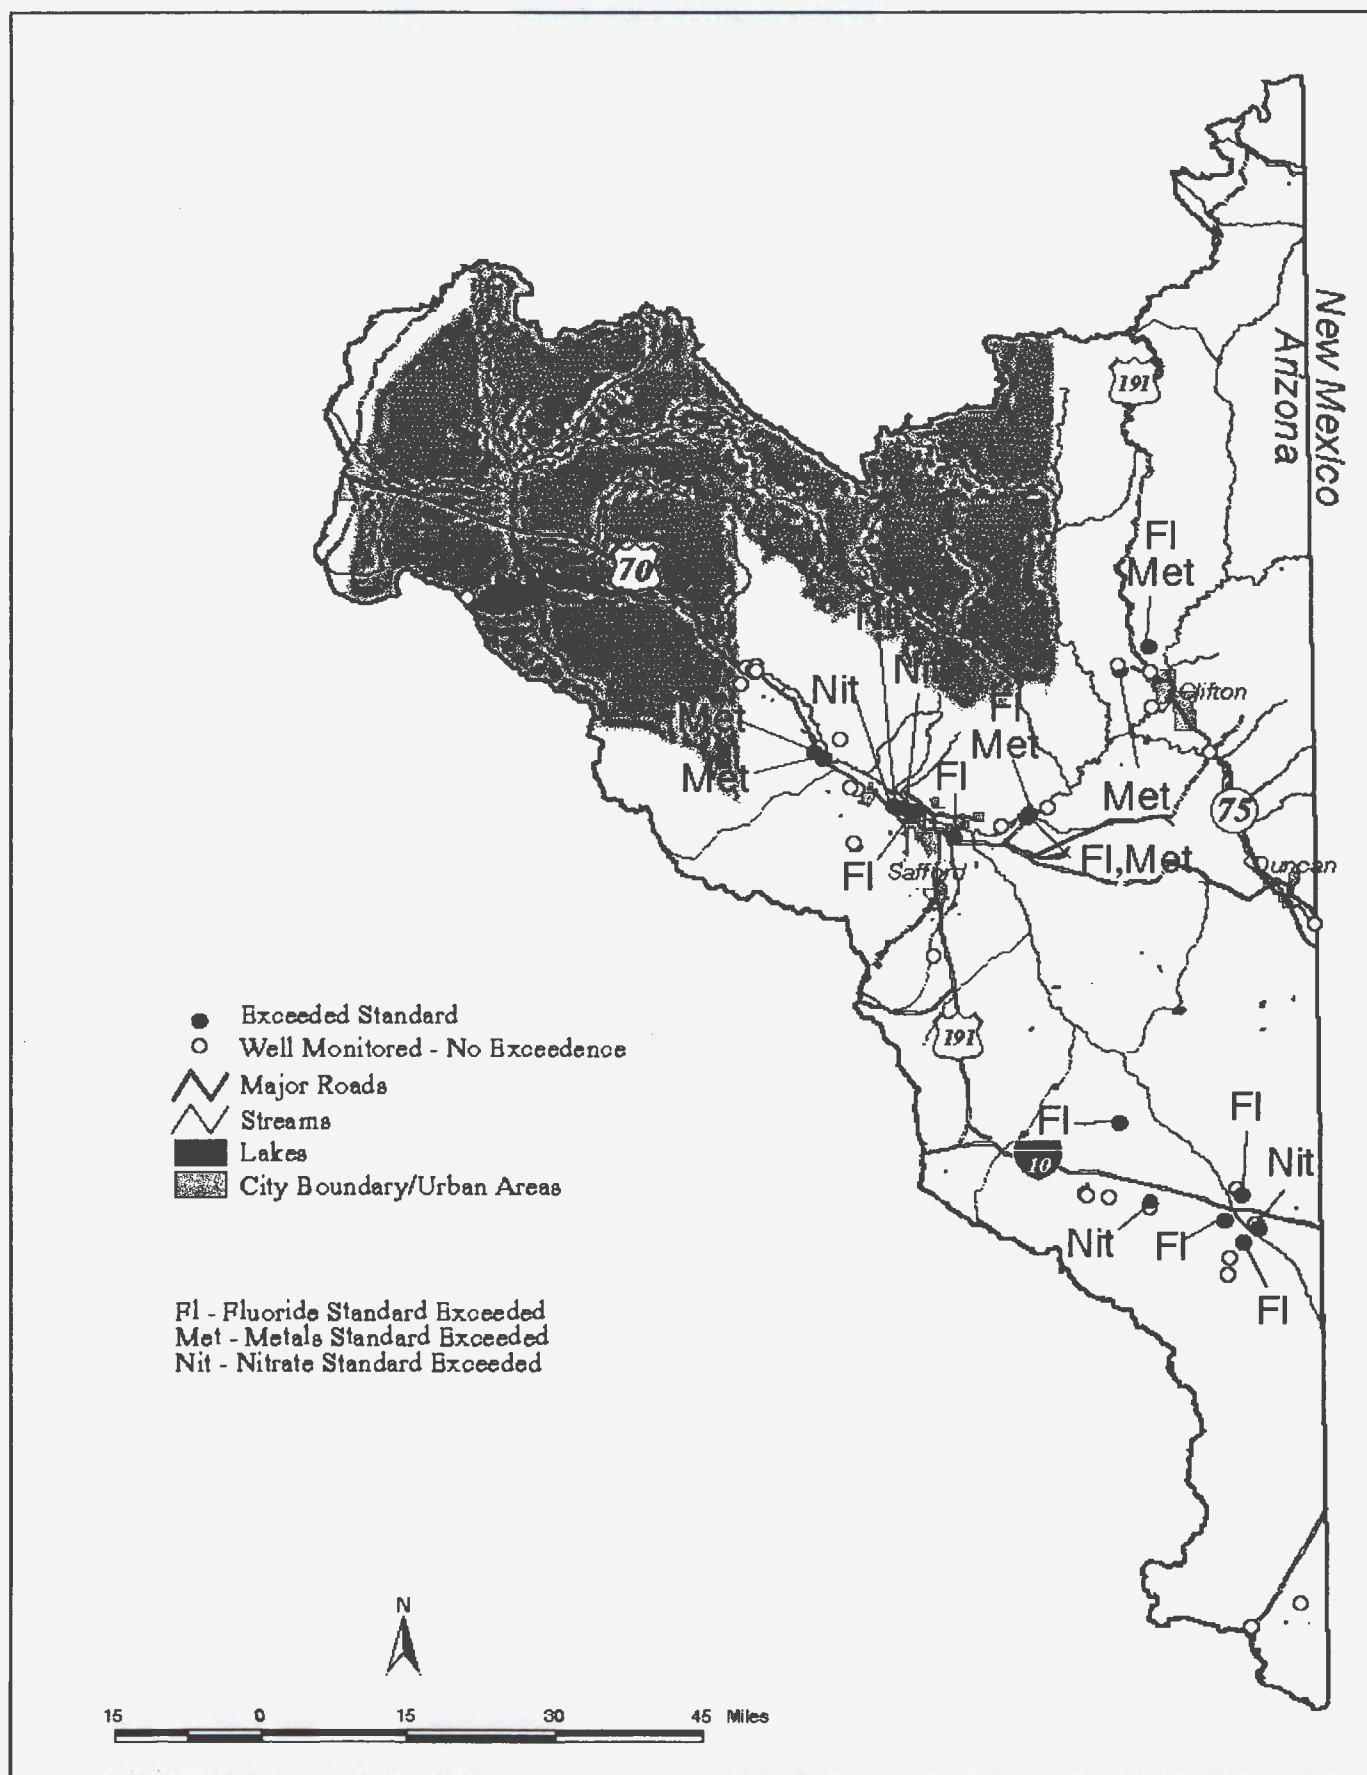 New Mexico
Arizona
191
Fl
Met
70
Nit
Nit
Nit
Clifton
Met
Fl
Met
Met
Fl
Met
75
Fl,Met
Fl
Safford
Duncan
Exceeded Standard
Well Monitored - No Exceedence
191
Major Roads
Streams
Lakes
City Boundary/Urban Areas
Fl
Fl
10
Nit
Nit
Fl
Fl
Fl - Fluoride Standard Exceeded
Met - Metals Standard Exceeded
Nit - Nitrate Standard Exceeded
N
15 0 15 30 45 Miles